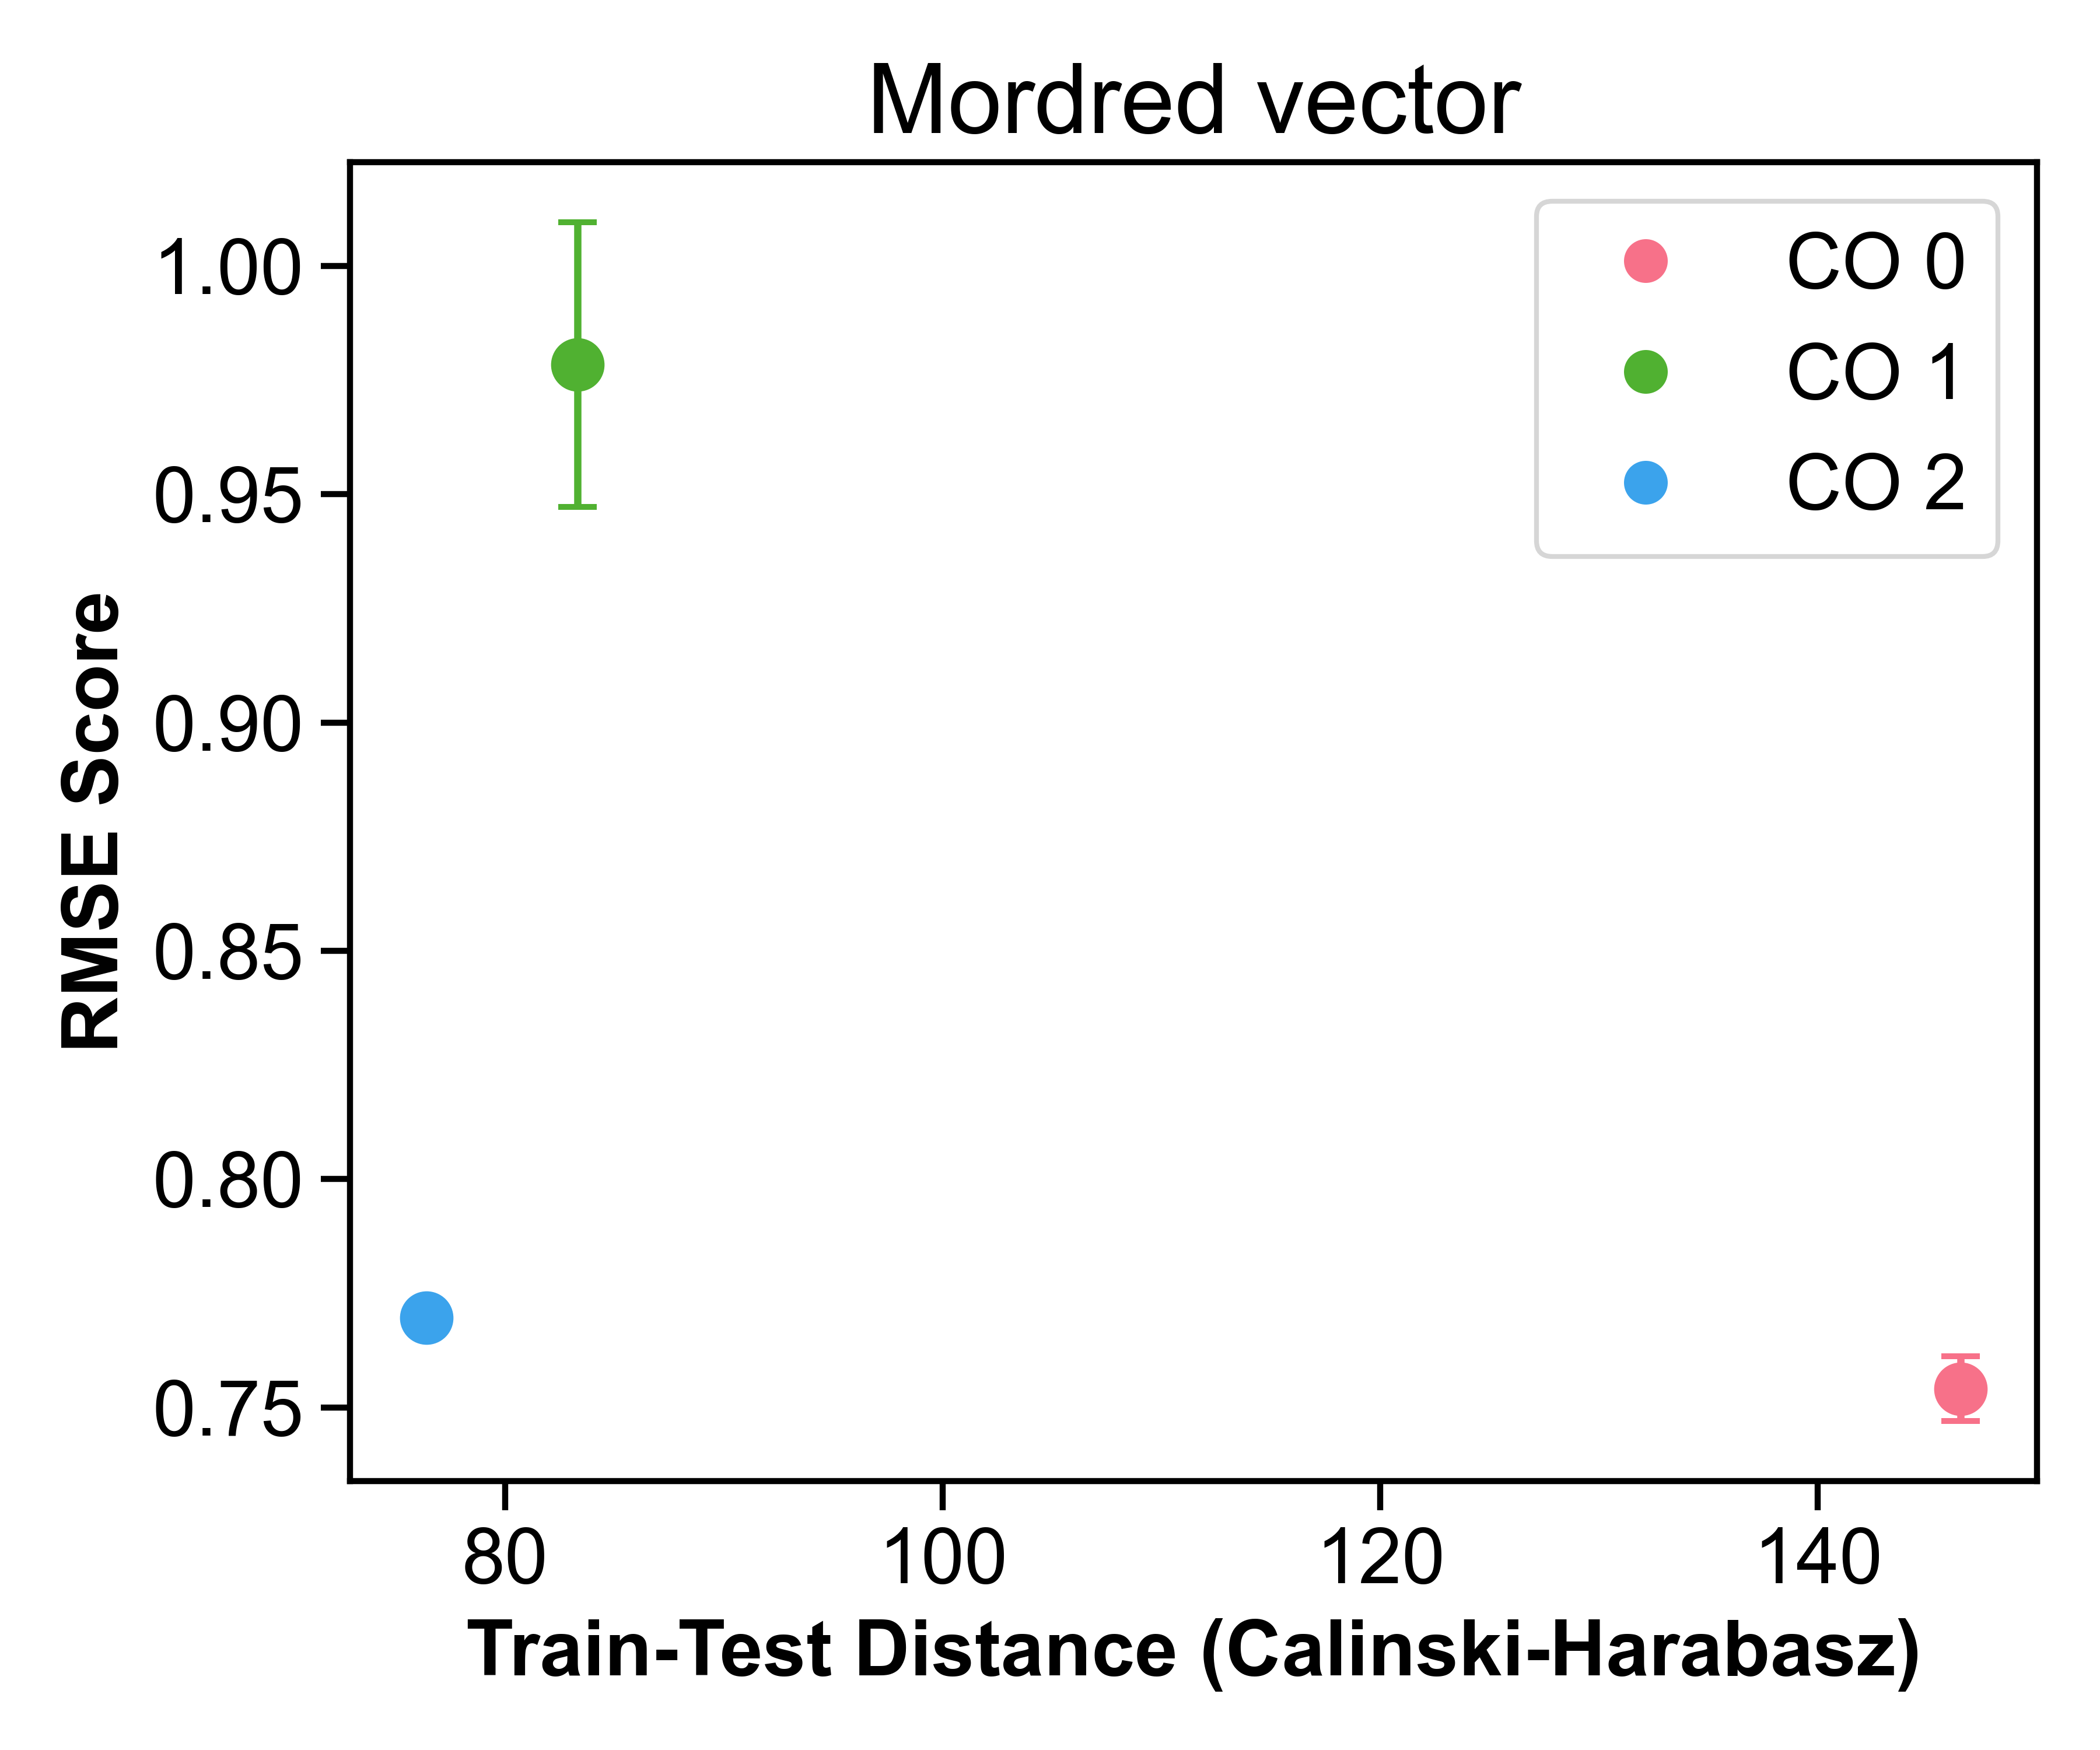 Mordred vector
1.00
0.95
0.90
0.85
0.80
0.75
RMSE Score
CO 0
CO 1
CO 2
80 100 120 140
Train-Test Distance (Calinski-Harabasz)